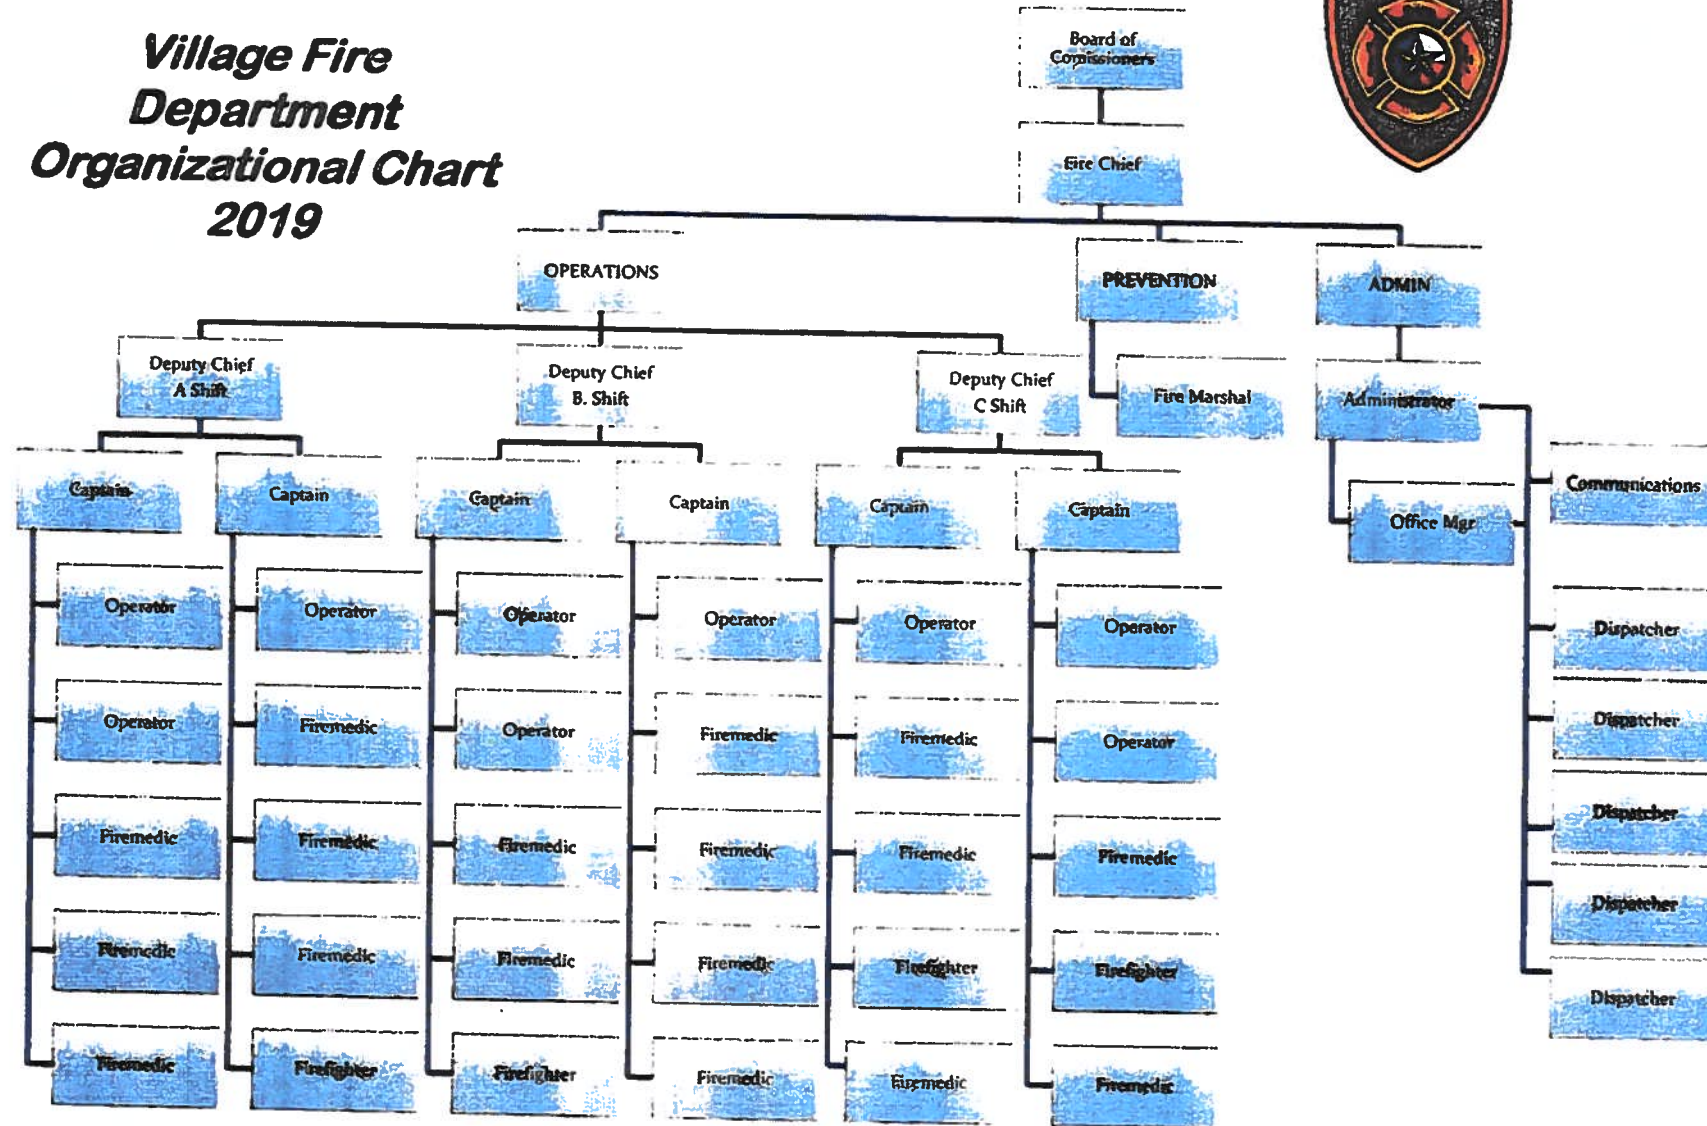 Village Fire
Department
Organizational Chart
2019
Board of
Comissioners
Fire Chief
OPERATIONS
PREVENTION
ADMIN
Deputy Chief
A Shift
Deputy Chief
B. Shift
Deputy Chief
C Shift
Fire Marshal
Administrator
Captain
Captain
Captain
Captain
Captain
Captain
Office Mgr
Communications
Operator
Operator
Operator
Operator
Operator
Operator
Dispatcher
Operator
Firemedic
Operator
Firemedic
Firemedic
Operator
Dispatcher
Firemedic
Firemedic
Firemedic
Firemedic
Firemedic
Firemedic
Dispatcher
Firemedic
Firemedic
Firemedic
Firemedic
Firefighter
Firefighter
Dispatcher
Firemedic
Firefighter
Firefighter
Firemedic
Firemedic
Firemedic
Dispatcher